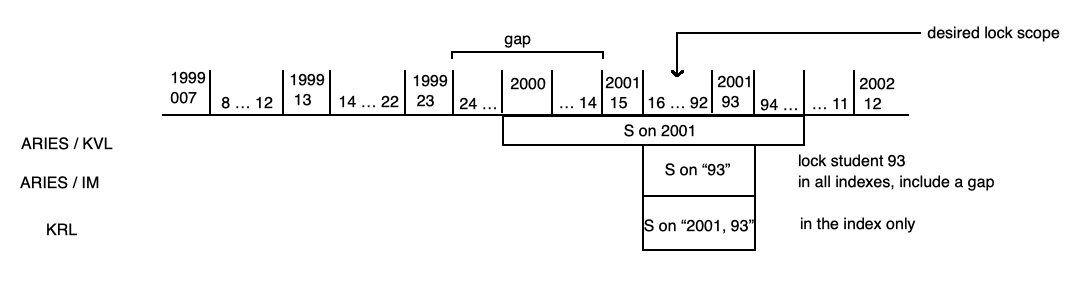 desired lock scope
gap
1999 1999 1999 2000 2001 2001 2002
007 8 ... 12 13 14 ... 22 23 24 ... ... 14 15 16 ... 92 93 94 ... ... 11 12
S on 2001
ARIES / KVL
S on “93”
lock student 93
ARIES / IM
in all indexes, include a gap
KRL
S on “2001, 93”
in the index only